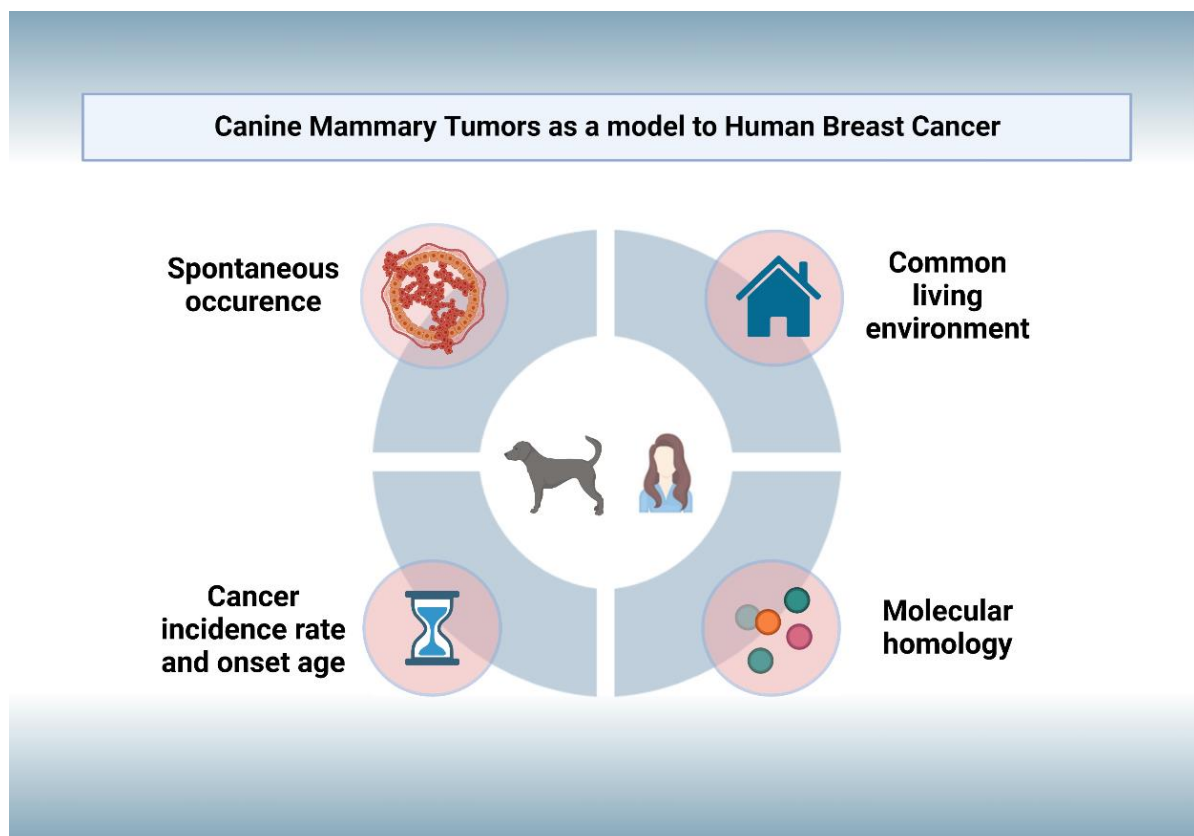 Canine Mammary Tumors as a model to Human Breast Cancer
Spontaneous
occurence
Common
living
environment
Cancer
incidence rate
and onset age
Molecular
homology